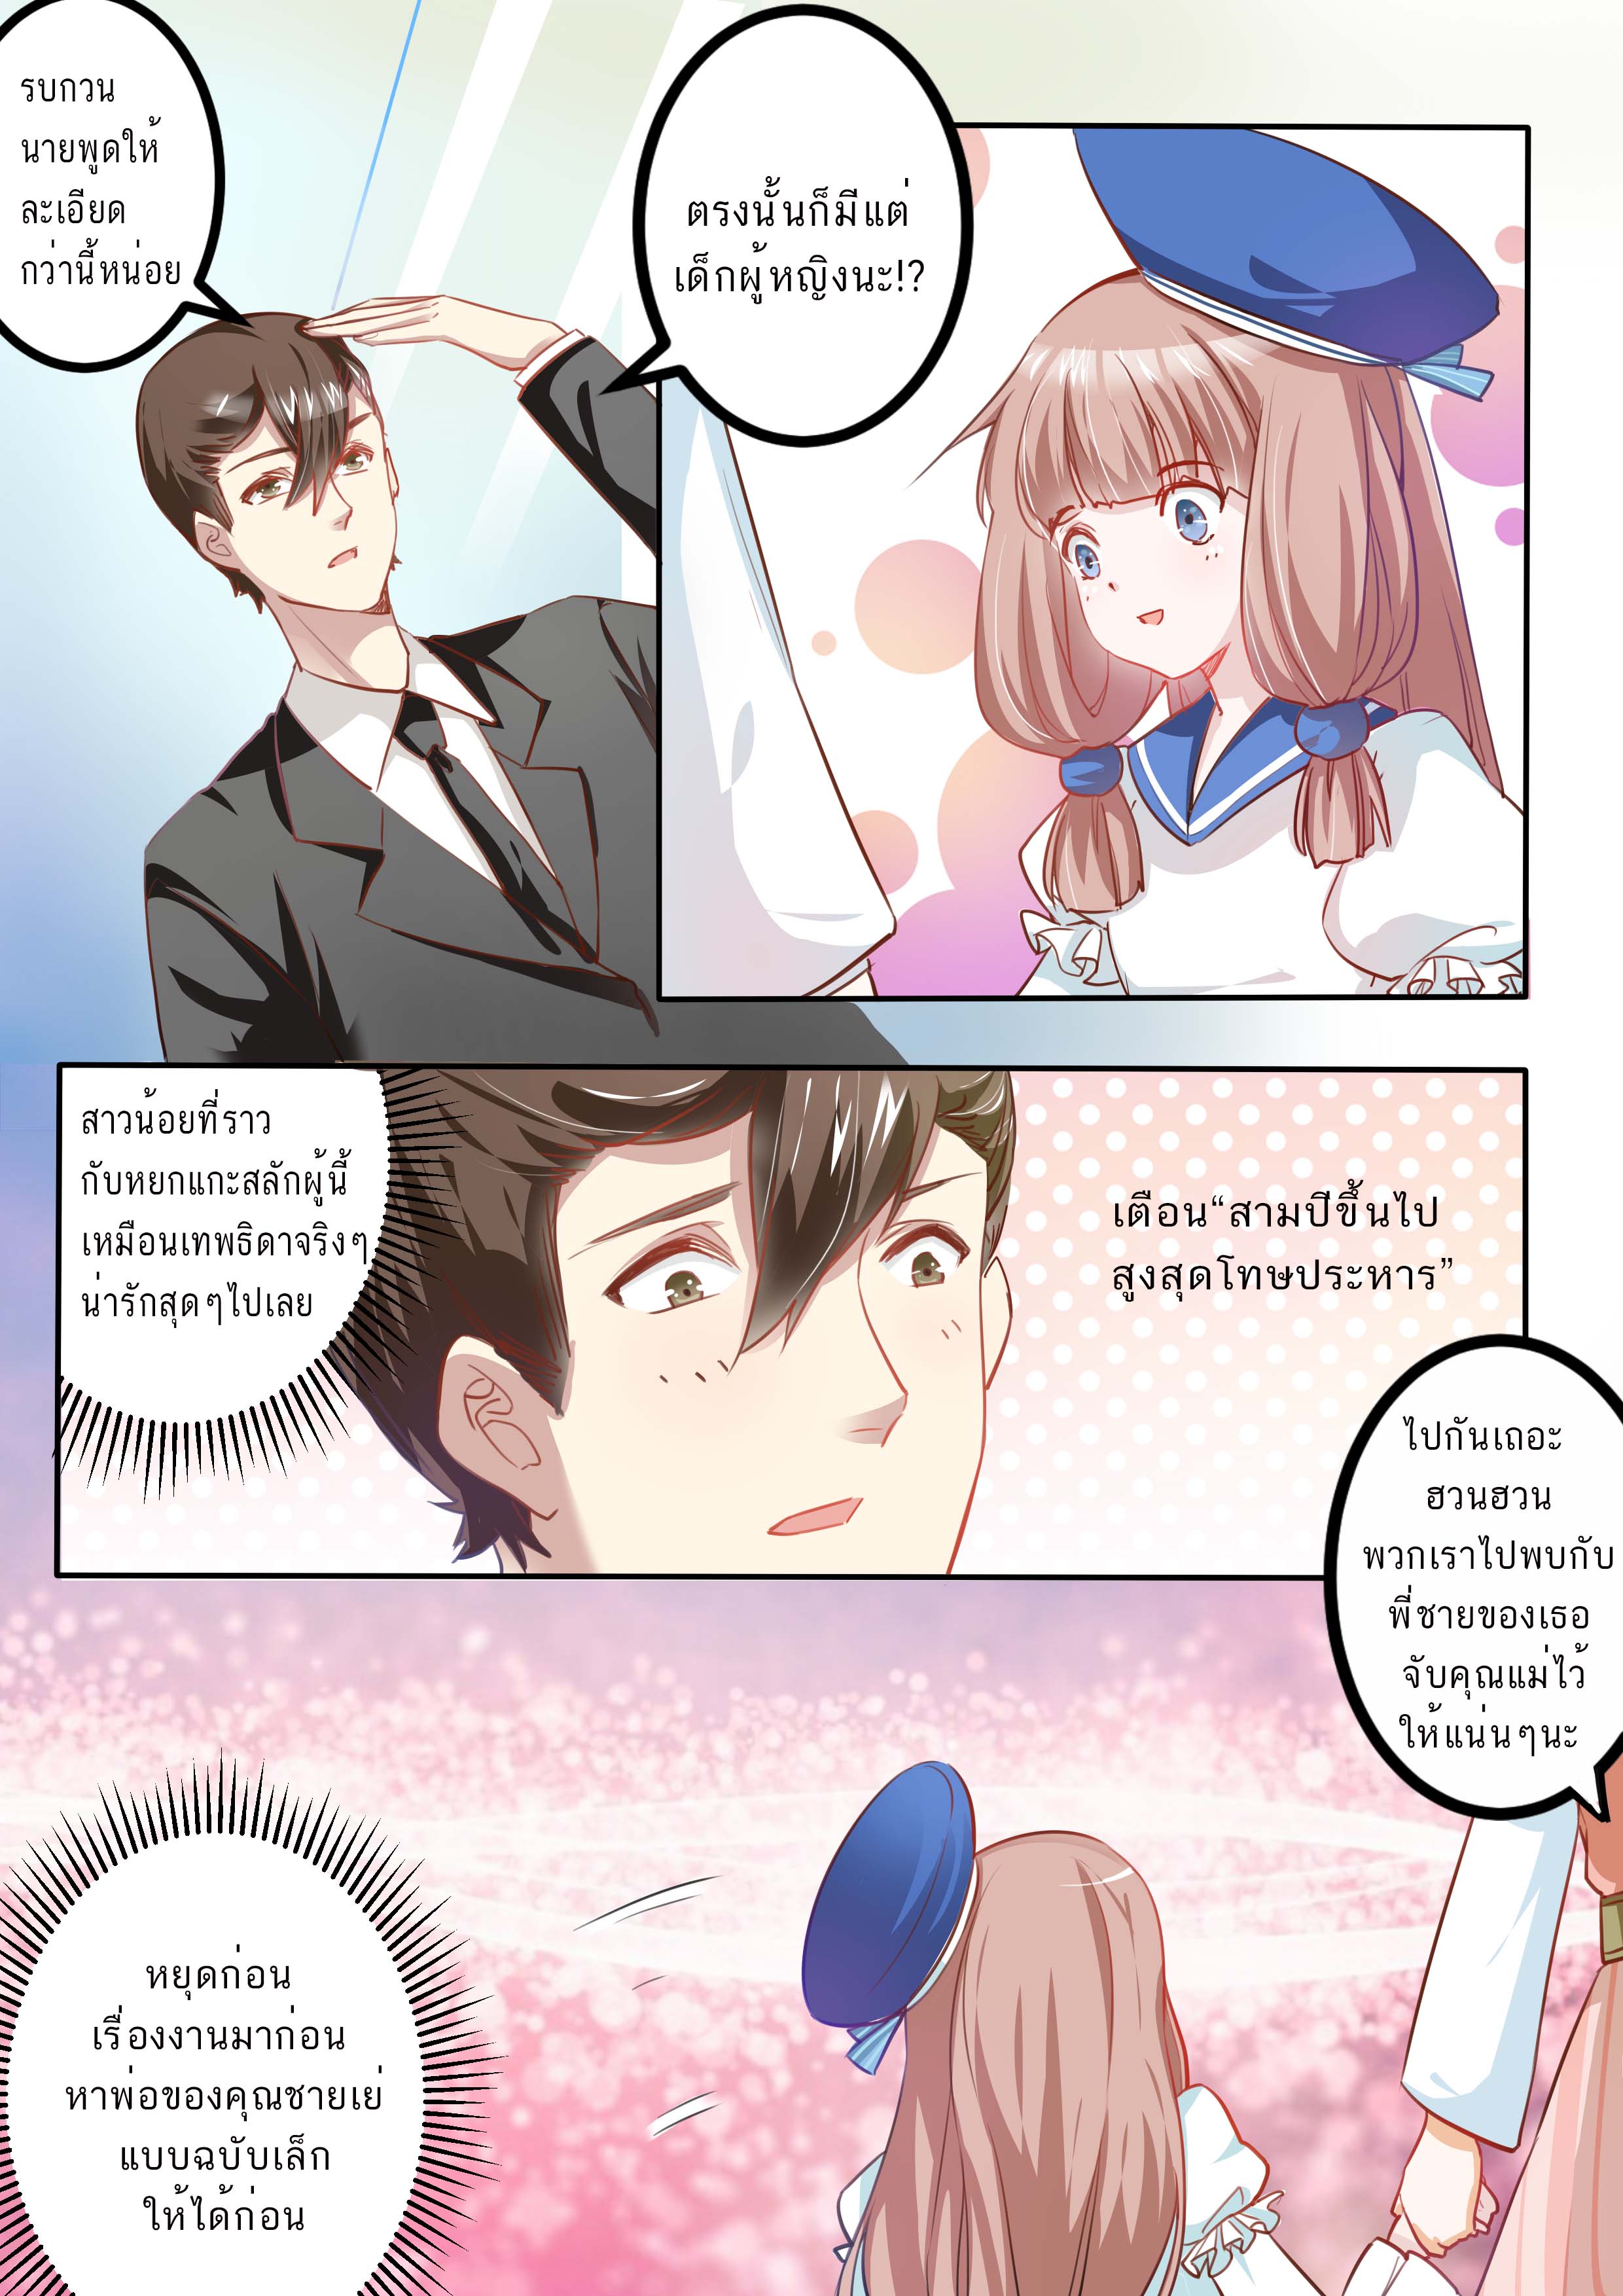 รบกวน
นายพูดให้
ละเอียด
กว่านี้หน่อย
ตรงนั้นก็มีแต่
เด็กผู้หญิงนะ!?
สาวน้อยที่ราว
กับหยกแกะสลักผู้นี้
เหมือนเทพธิดาจริงๆ
น่ารักสุดๆไปเลย
เตือน“สามปีขึ้นไป
สูงสุดโทษประหาร”
ไปกันเถอะ
ฮวนฮวน
พวกเราไปพบกับ
พี่ชายของเธอ
จับคุณแม่ไว้
ให้แน่นๆนะ
หยุดก่อน
เรื่องงานมาก่อน
หาพ่อของคุณชายเย่
แบบฉบับเล็ก
ให้ได้ก่อน